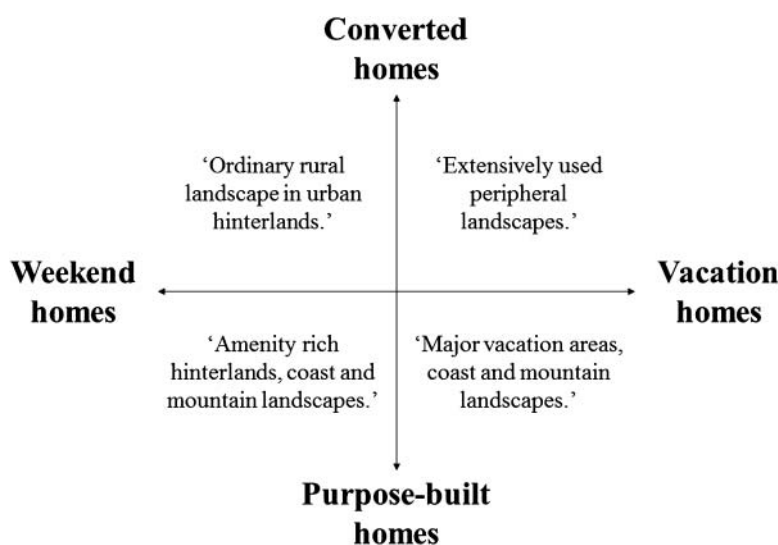 Converted
homes
‘Ordinary rural
landscape in urban
hinterlands.’
‘Extensively used
peripheral
landscapes.’
Weekend
homes
Vacation
homes
‘Amenity rich
hinterlands, coast and
mountain landscapes.’
‘Major vacation areas,
coast and mountain
landscapes.’
Purpose-built
homes